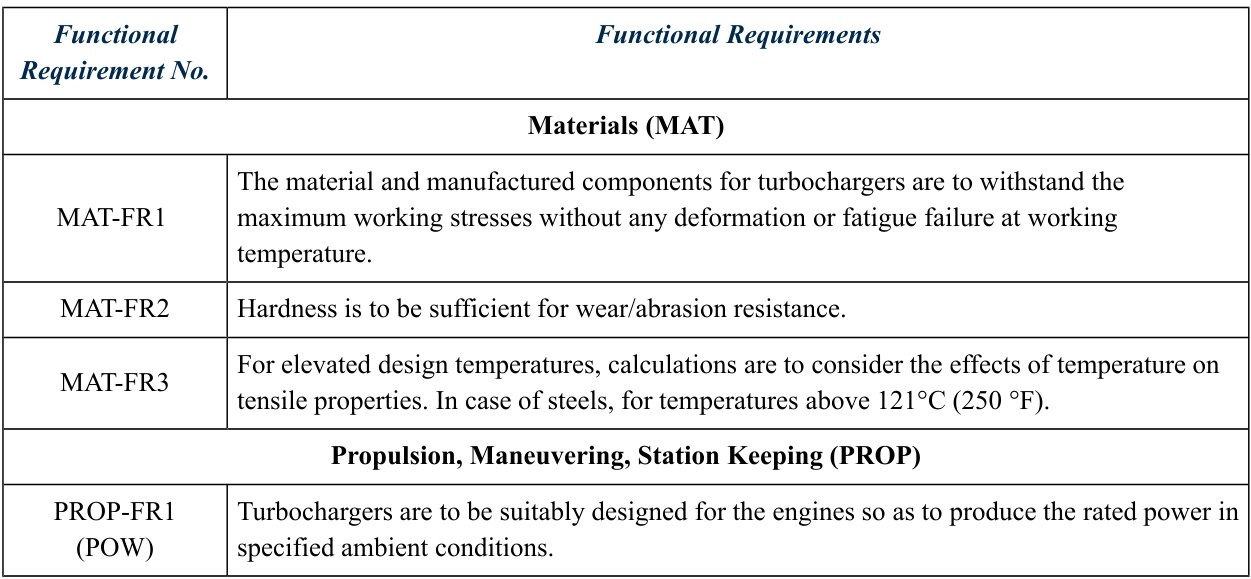 Functional
Requirement No.
Functional Requirements
Materials (MAT)
MAT-FR1
The material and manufactured components for turbochargers are to withstand the
maximum working stresses without any deformation or fatigue failure at working
temperature.
MAT-FR2
Hardness is to be sufficient for wear/abrasion resistance.
MAT-FR3
For elevated design temperatures, calculations are to consider the effects of temperature on
tensile properties. In case of steels, for temperatures above 121°C (250 °F).
Propulsion, Maneuvering, Station Keeping (PROP)
PROP-FR1
(POW)
Turbochargers are to be suitably designed for the engines so as to produce the rated power in
specified ambient conditions.